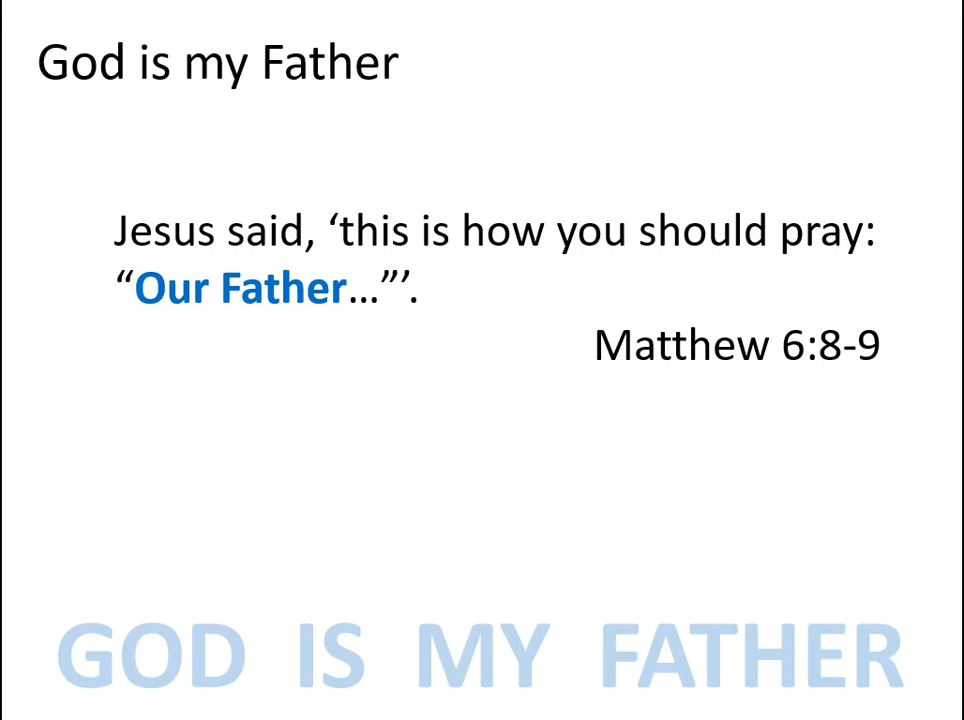 God is my Father
Jesus said, ‘this is how you should pray:
“Our Father…”’.
Matthew 6:8-9
GOD IS MY FATHER